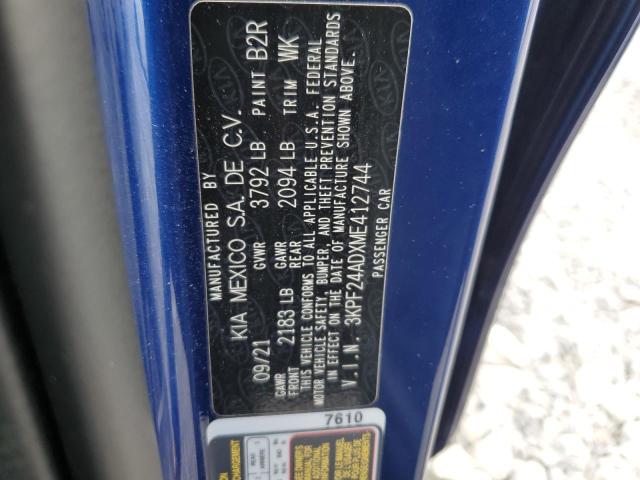 MANUFACTURED BY
KIA MEXICO S.A. DE C.V.
09/21 GVWR 3792 LB PAINT B2R
GAWR FRONT 2183 LB GAWR REAR 2094 LB TRIM WK
THIS VEHICLE CONFORMS TO ALL APPLICABLE U.S.A. FEDERAL
MOTOR VEHICLE SAFETY, BUMPER, AND THEFT PREVENTION STANDARDS
IN EFFECT ON THE DATE OF MANUFACTURE SHOWN ABOVE.
V.I.N. 3KPF24ADXME412744
PASSENGER CAR
7610